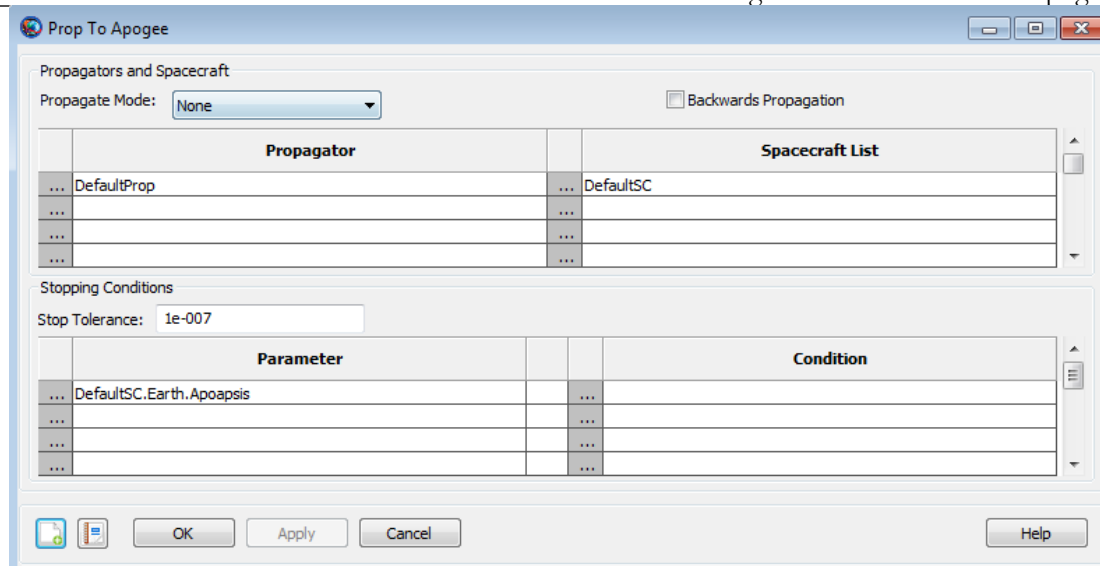 Prop To Apogee
Propagators and Spacecraft
Propagate Mode: None Backwards Propagation
Propagator Spacecraft List
... DefaultProp ... DefaultSC
... ...
... ...
... ...
Stopping Conditions
Stop Tolerance: 1e-007
Parameter Condition
... DefaultSC.Earth.Apoapsis ...
... ...
... ...
... ...
OK Apply Cancel Help